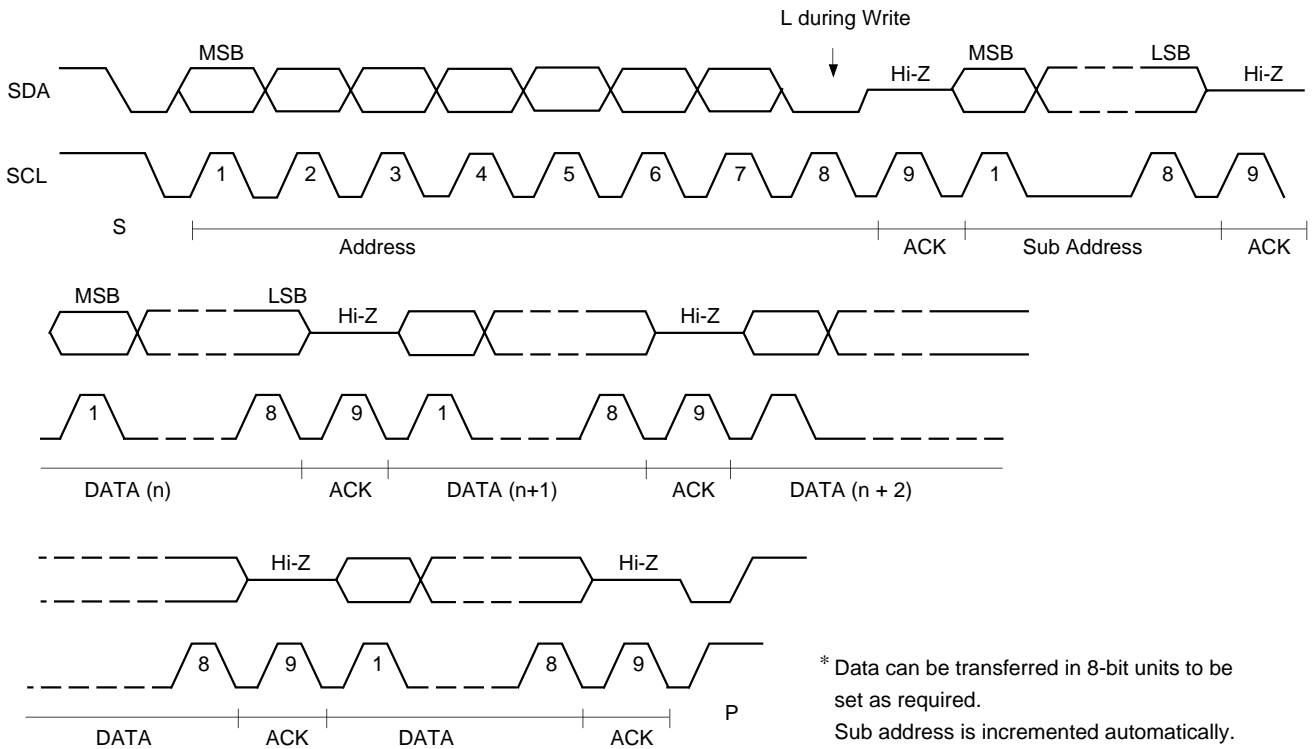 L during Write
MSB
Hi-Z
MSB
LSB
Hi-Z
SDA
SCL
1 2 3 4 5 6 7 8 9 1 8 9
S
Address
ACK
Sub Address
ACK
MSB
LSB
Hi-Z
Hi-Z
1 8 9 1 8 9
DATA (n)
ACK
DATA (n+1)
ACK
DATA (n + 2)
Hi-Z
Hi-Z
8 9 1 8 9
DATA
ACK
DATA
ACK
P
* Data can be transferred in 8-bit units to be
set as required.
Sub address is incremented automatically.